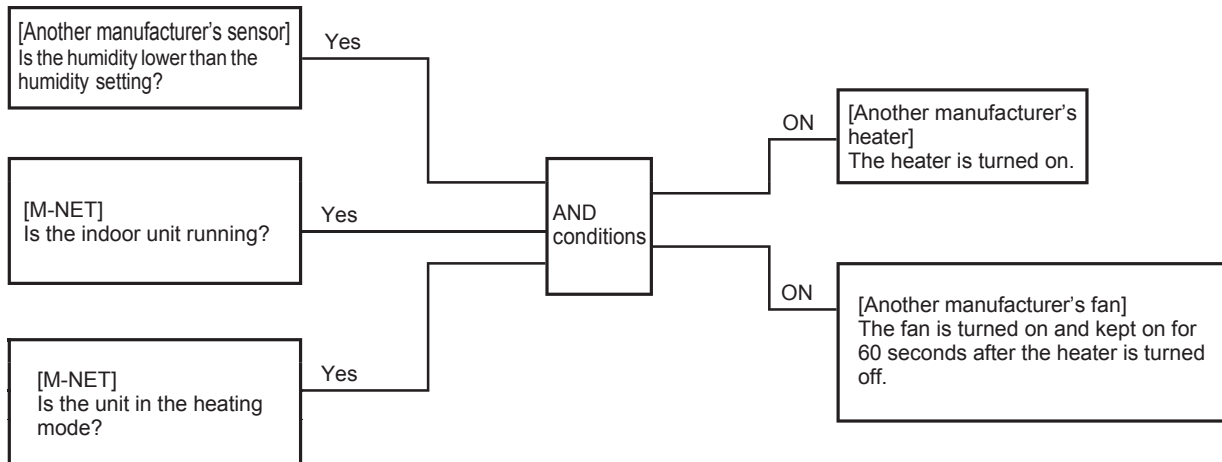 [Another manufacturer's sensor]
Is the humidity lower than the
humidity setting?
Yes
[M-NET]
Is the indoor unit running?
Yes
[M-NET]
Is the unit in the heating
mode?
Yes
AND
conditions
ON
[Another manufacturer's
heater]
The heater is turned on.
ON
[Another manufacturer's fan]
The fan is turned on and kept on for
60 seconds after the heater is turned
off.